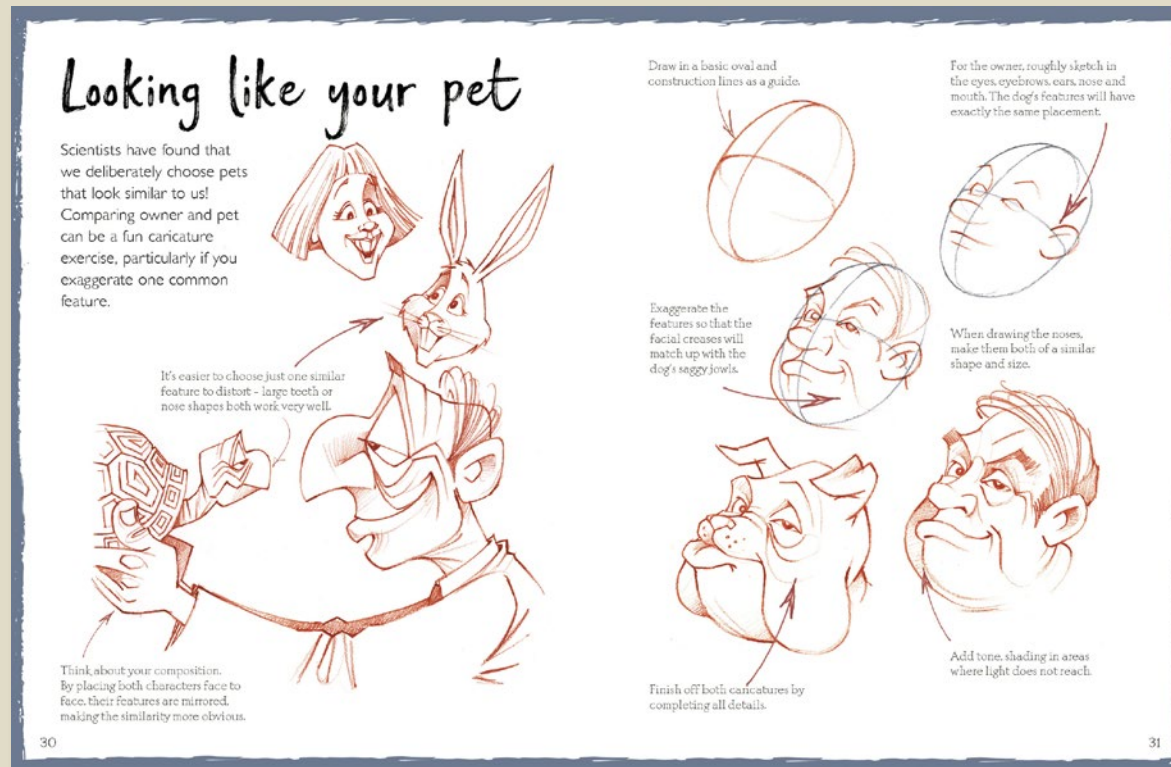 Looking like your pet
Scientists have found that
we deliberately choose pets
that look similar to us!
Comparing owner and pet
can be a fun caricature
exercise, particularly if you
exaggerate one common
feature.
It's easier to choose just one similar
feature to distort – large teeth or
nose shapes both work very well.
Think about your composition.
By placing both characters face to
face, their features are mirrored,
making the similarity more obvious.
30
Draw in a basic oval and
construction lines as a guide.
For the owner, roughly sketch in
the eyes, eyebrows, ears, nose and
mouth. The dog's features will have
exactly the same placement.
Exaggerate the
features so that the
facial creases will
match up with the
dog's saggy jowls.
When drawing the noses,
make them both of a similar
shape and size.
Finish off both caricatures by
completing all details.
Add tone, shading in areas
where light does not reach.
31